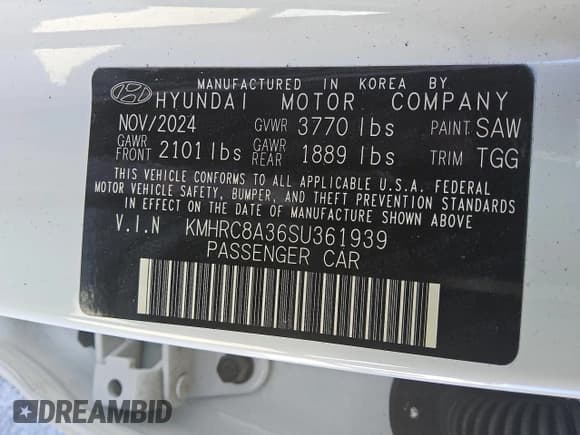 MANUFACTURED IN KOREA BY
HYUNDAI MOTOR COMPANY
NOV/2024 GVWR 3770 lbs PAINT SAW
GAWR FRONT 2101 lbs GAWR REAR 1889 lbs TRIM TGG
THIS VEHICLE CONFORMS TO ALL APPLICABLE U.S.A. FEDERAL
MOTOR VEHICLE SAFETY, BUMPER, AND THEFT PREVENTION STANDARDS
IN EFFECT ON THE DATE OF MANUFACTURE SHOWN ABOVE
V.I.N KMHRC8A36SU361939
PASSENGER CAR
DREAMBID